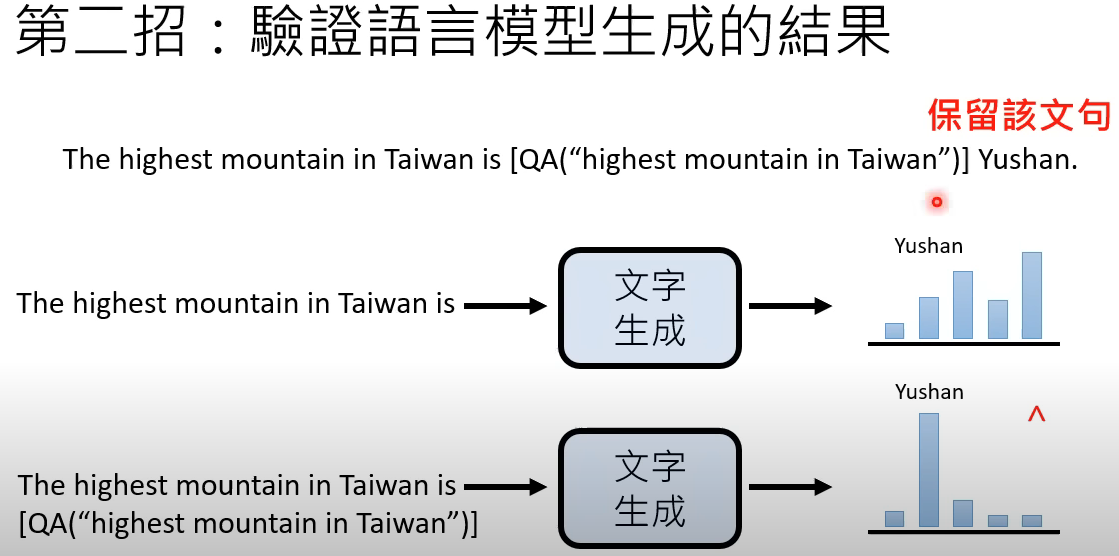 第二招：驗證語言模型生成的結果
保留該文句
The highest mountain in Taiwan is [QA(“highest mountain in Taiwan”)] Yushan.
Yushan
The highest mountain in Taiwan is
文字
生成
Yushan
The highest mountain in Taiwan is
[QA(“highest mountain in Taiwan”)]
文字
生成